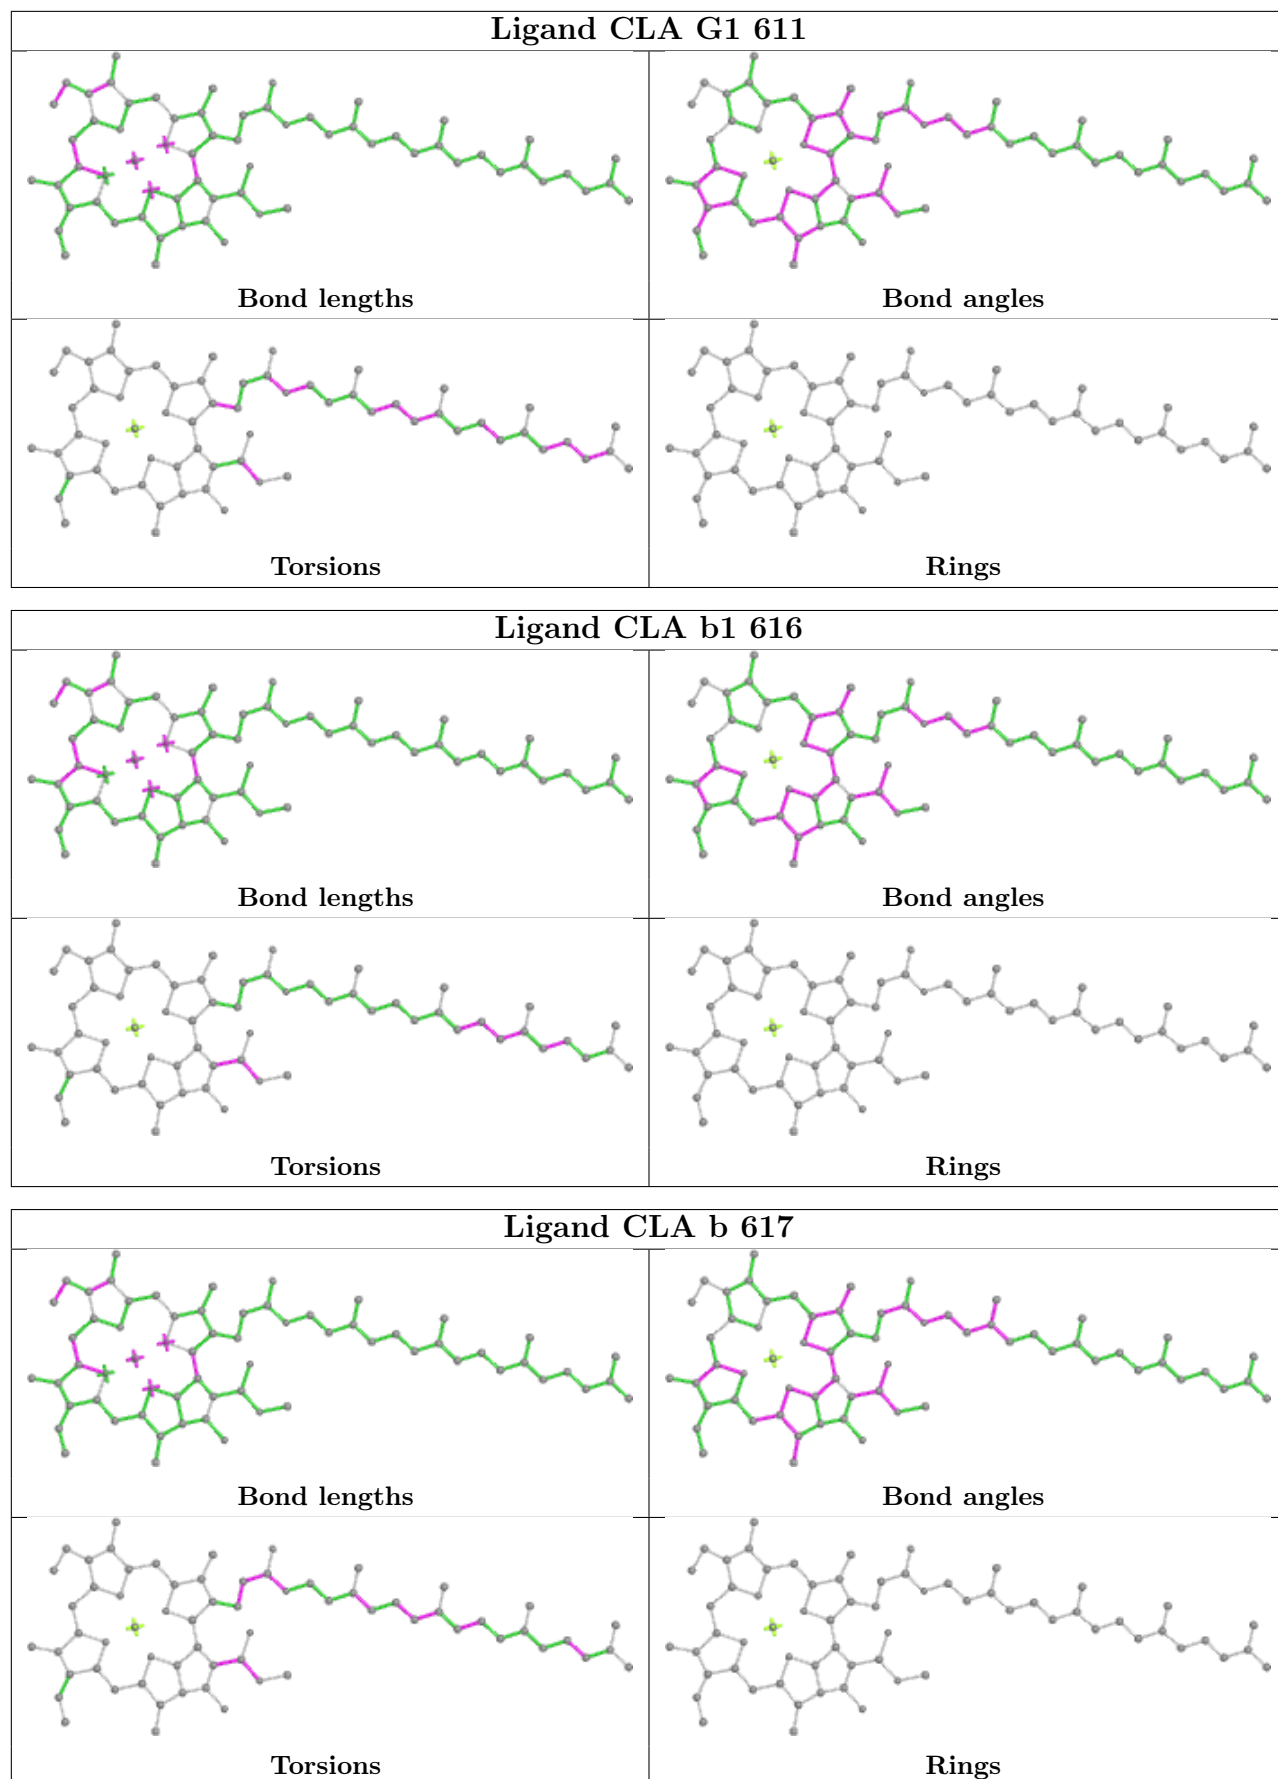 Ligand CLA G1 611
Bond lengths
Bond angles
Torsions
Rings
Ligand CLA b1 616
Bond lengths
Bond angles
Torsions
Rings
Ligand CLA b 617
Bond lengths
Bond angles
Torsions
Rings